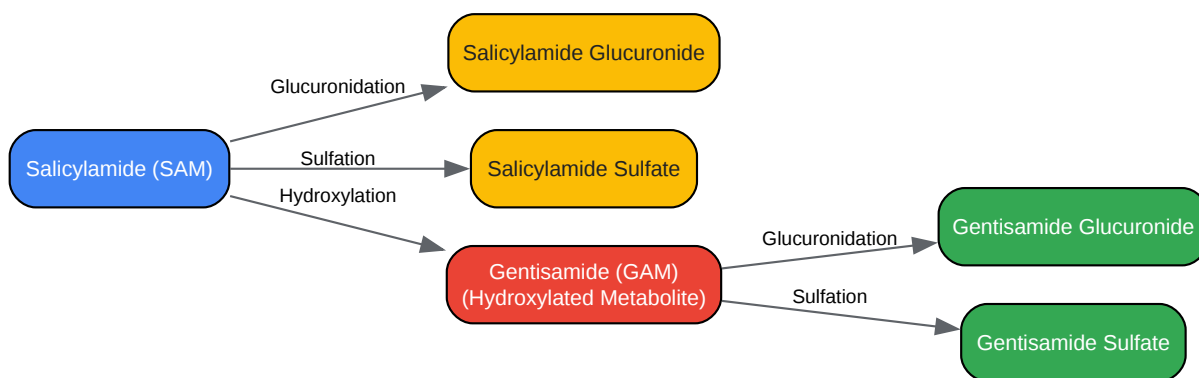 Salicylamide Glucuronide
Glucuronidation
Salicylamide (SAM)
Sulfation
Salicylamide Sulfate
Hydroxylation
Gentisamide (GAM)
(Hydroxylated Metabolite)
Glucuronidation
Gentisamide Glucuronide
Sulfation
Gentisamide Sulfate